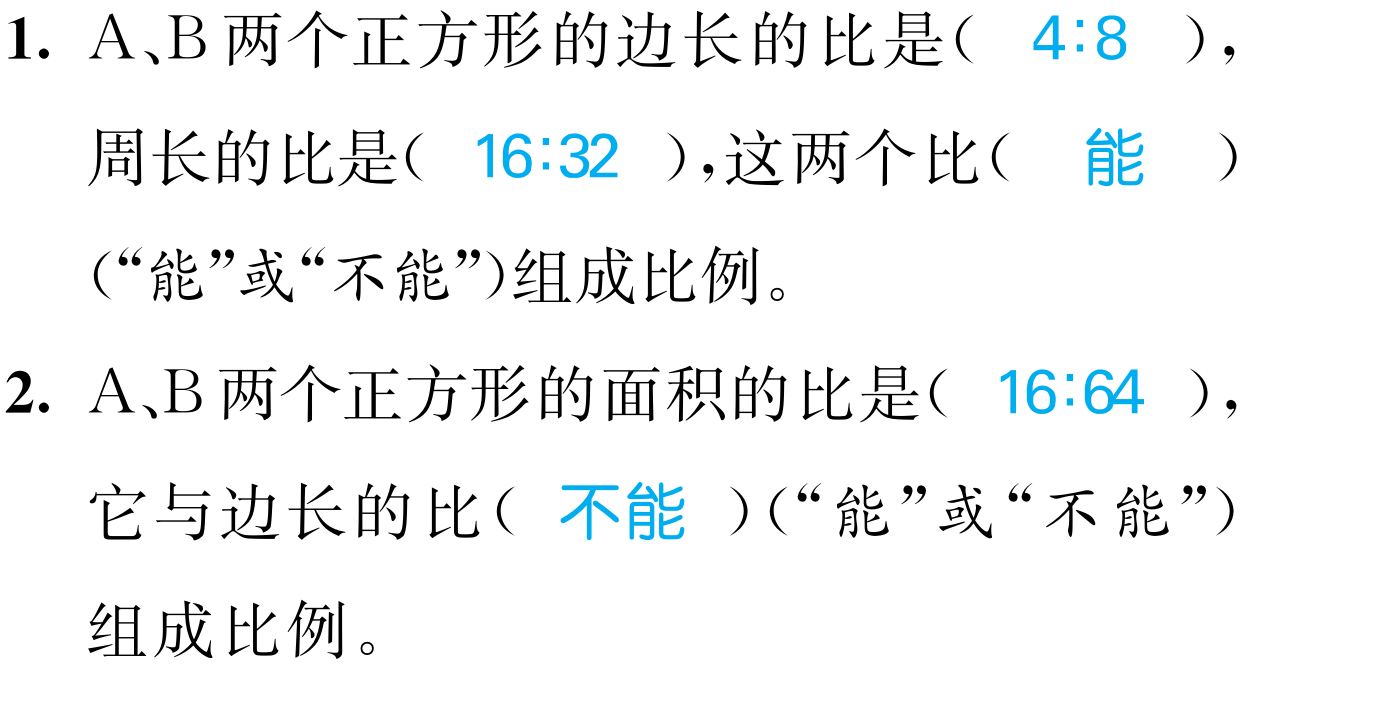 1. A、B两个正方形的边长的比是( 4∶8 ),
周长的比是( 16∶32 ),这两个比( 能 )
(“能”或“不能”)组成比例。
2. A、B两个正方形的面积的比是( 16∶64 ),
它与边长的比( 不能 )(“能”或“不能”)
组成比例。